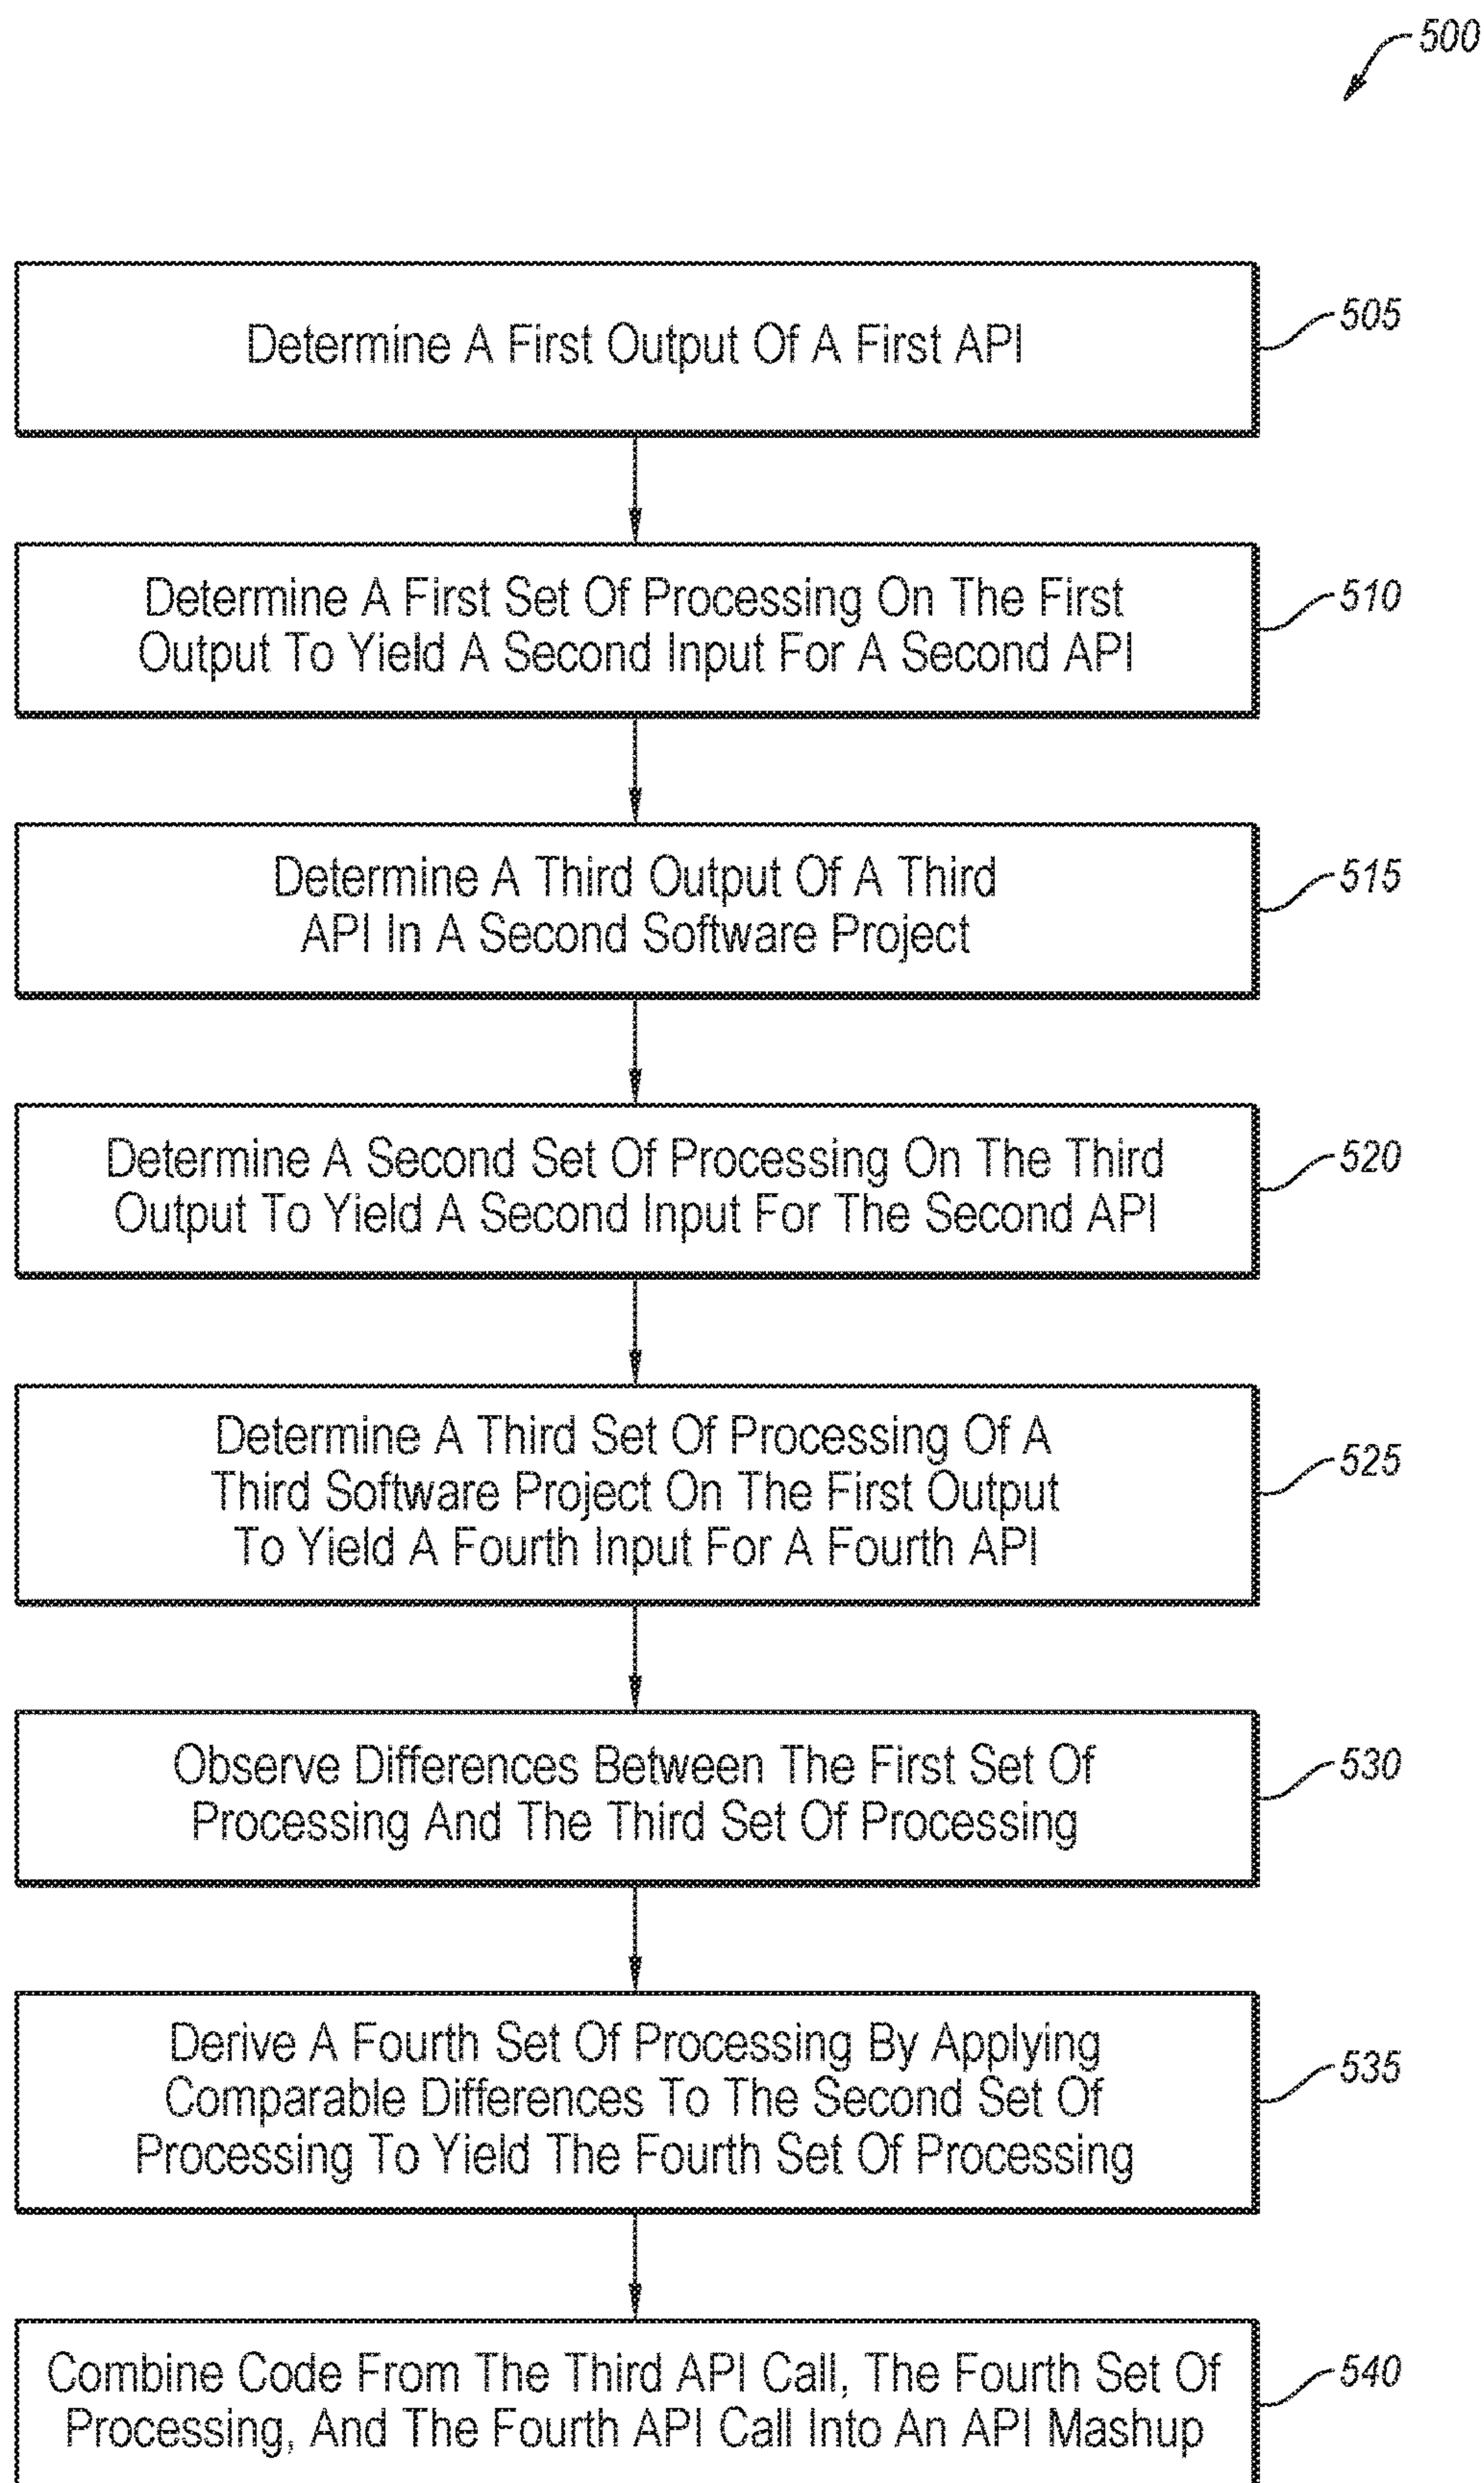 500
Determine A First Output Of A First API
505
Determine A First Set Of Processing On The First
Output To Yield A Second Input For A Second API
510
Determine A Third Output Of A Third
API In A Second Software Project
515
Determine A Second Set Of Processing On The Third
Output To Yield A Second Input For The Second API
520
Determine A Third Set Of Processing Of A
Third Software Project On The First Output
To Yield A Fourth Input For A Fourth API
525
Observe Differences Between The First Set Of
Processing And The Third Set Of Processing
530
Derive A Fourth Set Of Processing By Applying
Comparable Differences To The Second Set Of
Processing To Yield The Fourth Set Of Processing
535
Combine Code From The Third API Call, The Fourth Set Of
Processing, And The Fourth API Call Into An API Mashup
540